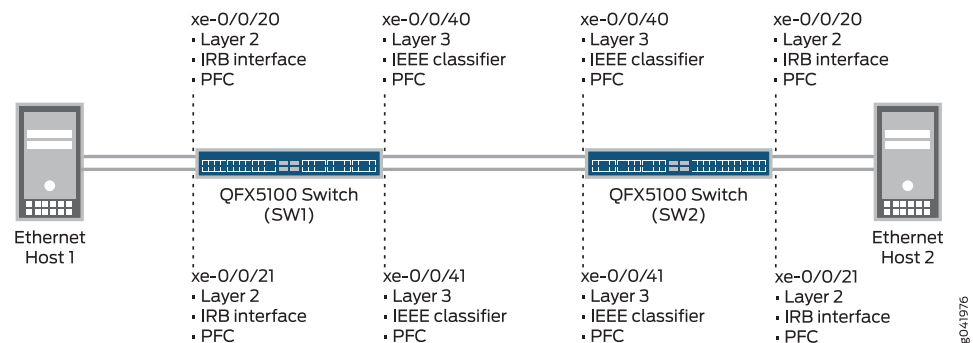 xe-0/0/20
▪ Layer 2
▪ IRB interface
▪ PFC
xe-0/0/40
▪ Layer 3
▪ IEEE classifier
▪ PFC
xe-0/0/40
▪ Layer 3
▪ IEEE classifier
▪ PFC
xe-0/0/20
▪ Layer 2
▪ IRB interface
▪ PFC
Ethernet
Host 1
QFX5100 Switch
(SW1)
QFX5100 Switch
(SW2)
Ethernet
Host 2
xe-0/0/21
▪ Layer 2
▪ IRB interface
▪ PFC
xe-0/0/41
▪ Layer 3
▪ IEEE classifier
▪ PFC
xe-0/0/41
▪ Layer 3
▪ IEEE classifier
▪ PFC
xe-0/0/21
▪ Layer 2
▪ IRB interface
▪ PFC
g041976